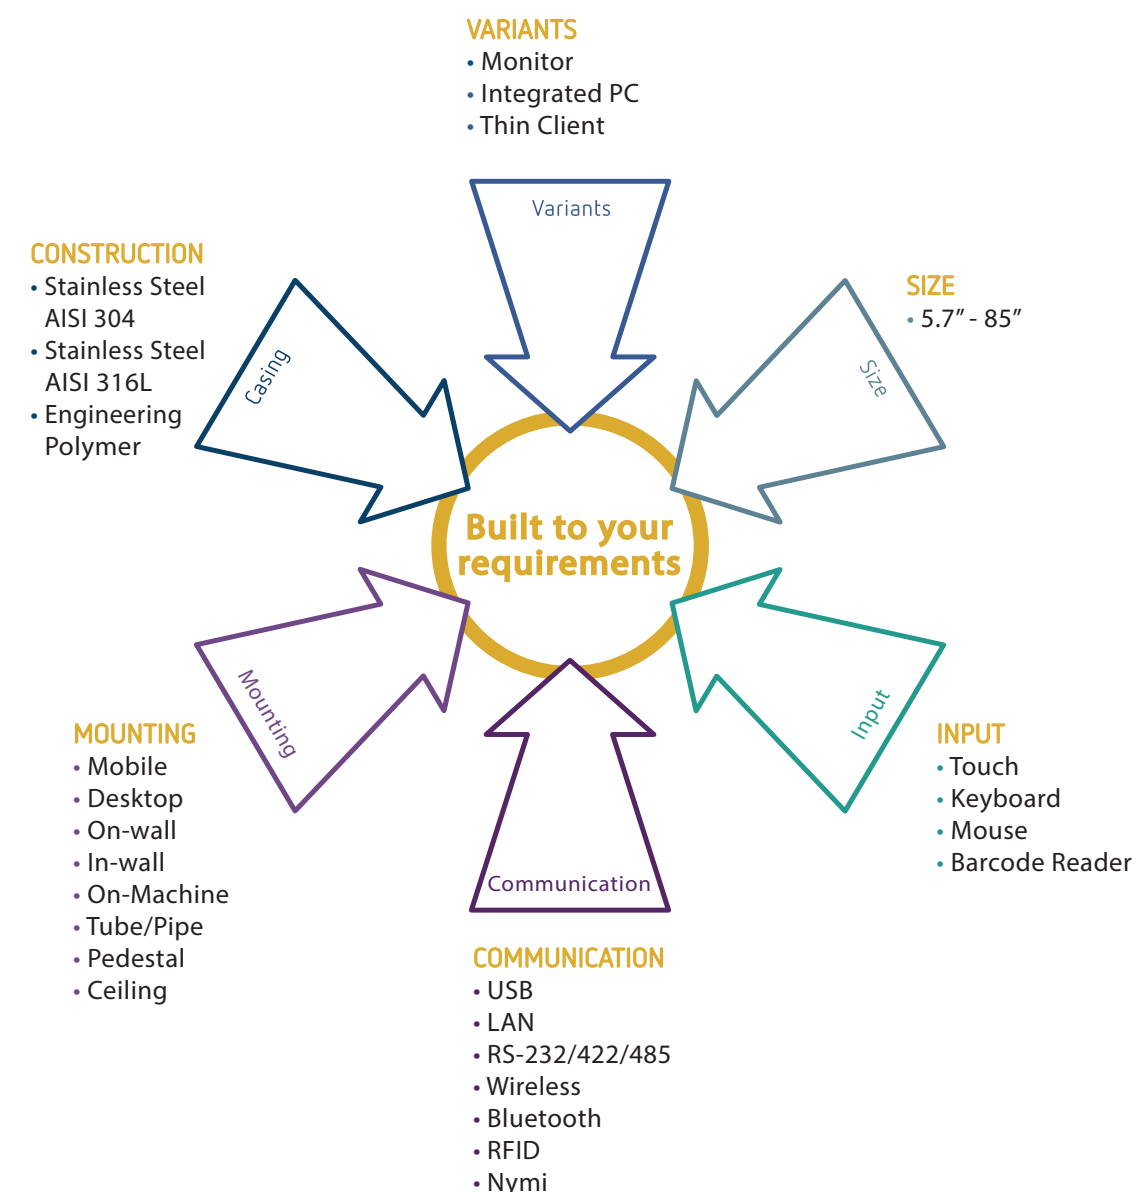 VARIANTS
• Monitor
• Integrated PC
• Thin Client
Variants
CONSTRUCTION
• Stainless Steel
AISI 304
• Stainless Steel
AISI 316L
• Engineering
Polymer
Casing
SIZE
• 5.7” - 85”
Size
Built to your
requirements
Mounting
MOUNTING
• Mobile
• Desktop
• On-wall
• In-wall
• On-Machine
• Tube/Pipe
• Pedestal
• Ceiling
Input
INPUT
• Touch
• Keyboard
• Mouse
• Barcode Reader
Communication
COMMUNICATION
• USB
• LAN
• RS-232/422/485
• Wireless
• Bluetooth
• RFID
• Nymi